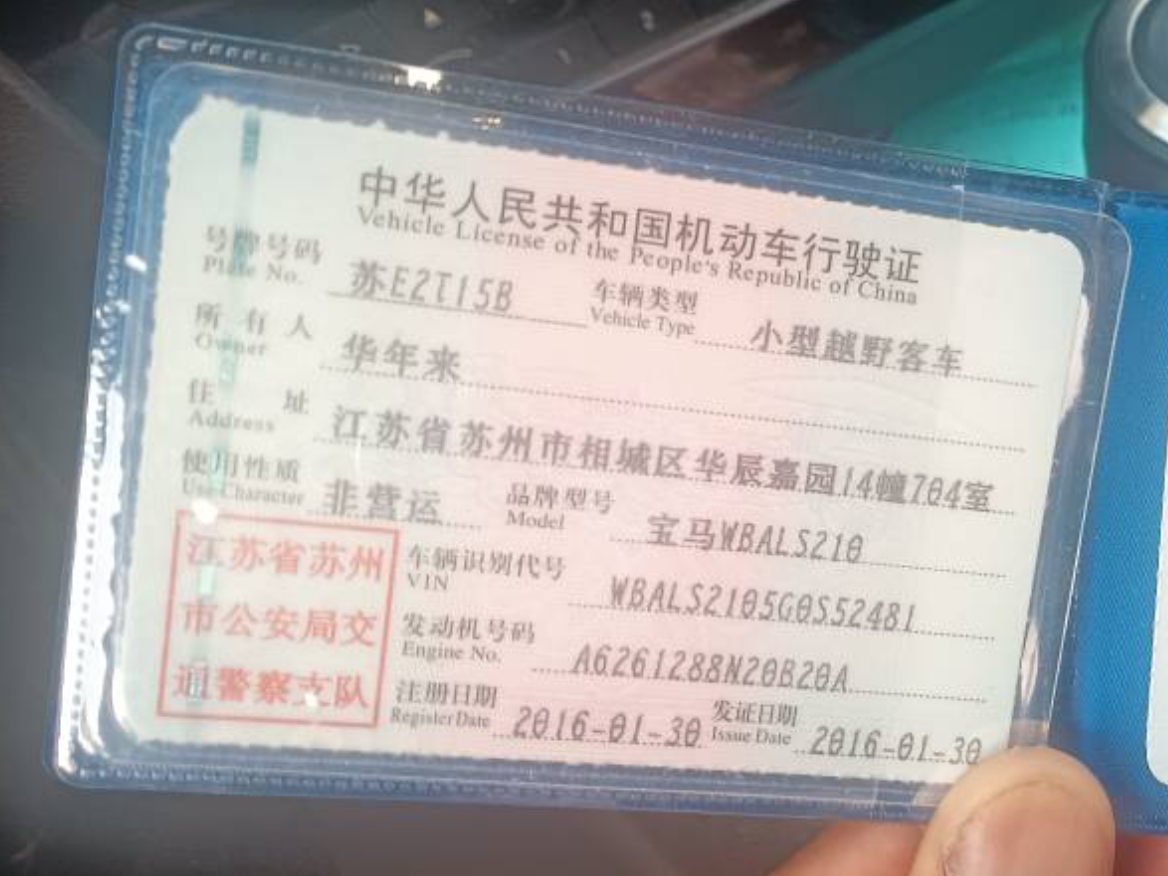 中华人民共和国机动车行驶证
Vehicle License of the People's Republic of China
号牌号码 苏E2T15B 车辆类型 小型越野客车
Plate No. Vehicle Type
所有人 华年来
Owner
住址 江苏省苏州市相城区华辰嘉园14幢704室
Address
使用性质 非营运 品牌型号 宝马WBALS210
Use Character Model
江苏省苏州
市公安局交
通警察支队
车辆识别代号 WBALS2105G0S52481
VIN
发动机号码 A6261288N20B20A
Engine No.
注册日期 2016-01-30 发证日期 2016-01-30
Register Date Issue Date